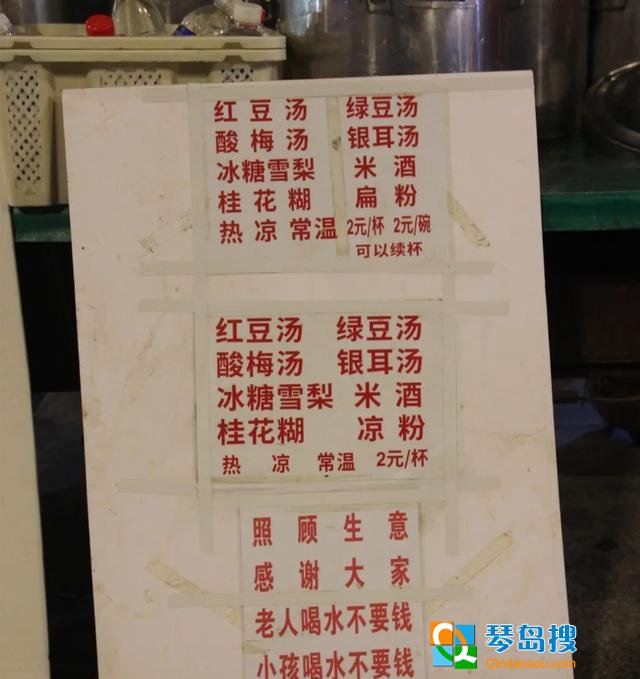 红豆汤 绿豆汤
酸梅汤 银耳汤
冰糖雪梨 米酒
桂花糊 扁粉
热 凉 常温 2元/杯 2元/碗
可以续杯
红豆汤 绿豆汤
酸梅汤 银耳汤
冰糖雪梨 米酒
桂花糊 凉粉
热 凉 常温 2元/杯
照顾生意
感谢大家
老人喝水不要钱
小孩喝水不要钱
琴岛搜
Qindaosou.com